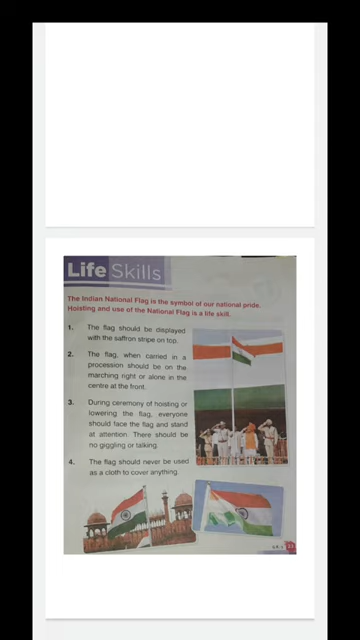 Life Skills
The Indian National Flag is the symbol of our national pride.
Hoisting and use of the National Flag is a life skill.
1. The flag should be displayed
with the saffron stripe on top.
2. The flag, when carried in a
procession should be on the
marching right or alone in the
centre at the front.
3. During ceremony of hoisting or
lowering the flag, everyone
should face the flag and stand
at attention. There should be
no giggling or talking.
4. The flag should never be used
as a cloth to cover anything.